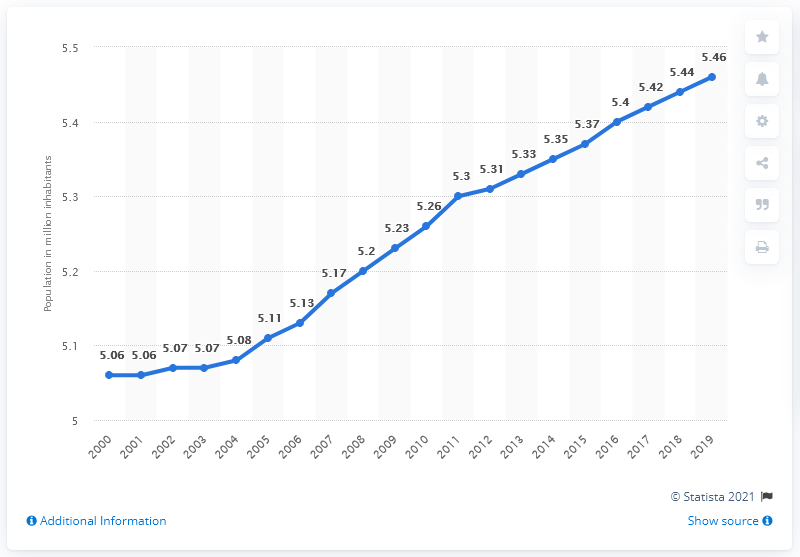 Population in million inhabitants
5.5
5.4
5.3
5.2
5.1
5
5.06 5.06 5.07 5.07 5.08 5.11 5.13 5.17 5.2 5.23 5.26 5.3 5.31 5.33 5.35 5.37 5.4 5.42 5.44 5.46
2000 2001 2002 2003 2004 2005 2006 2007 2008 2009 2010 2011 2012 2013 2014 2015 2016 2017 2018 2019
© Statista 2021
Additional Information
Show source